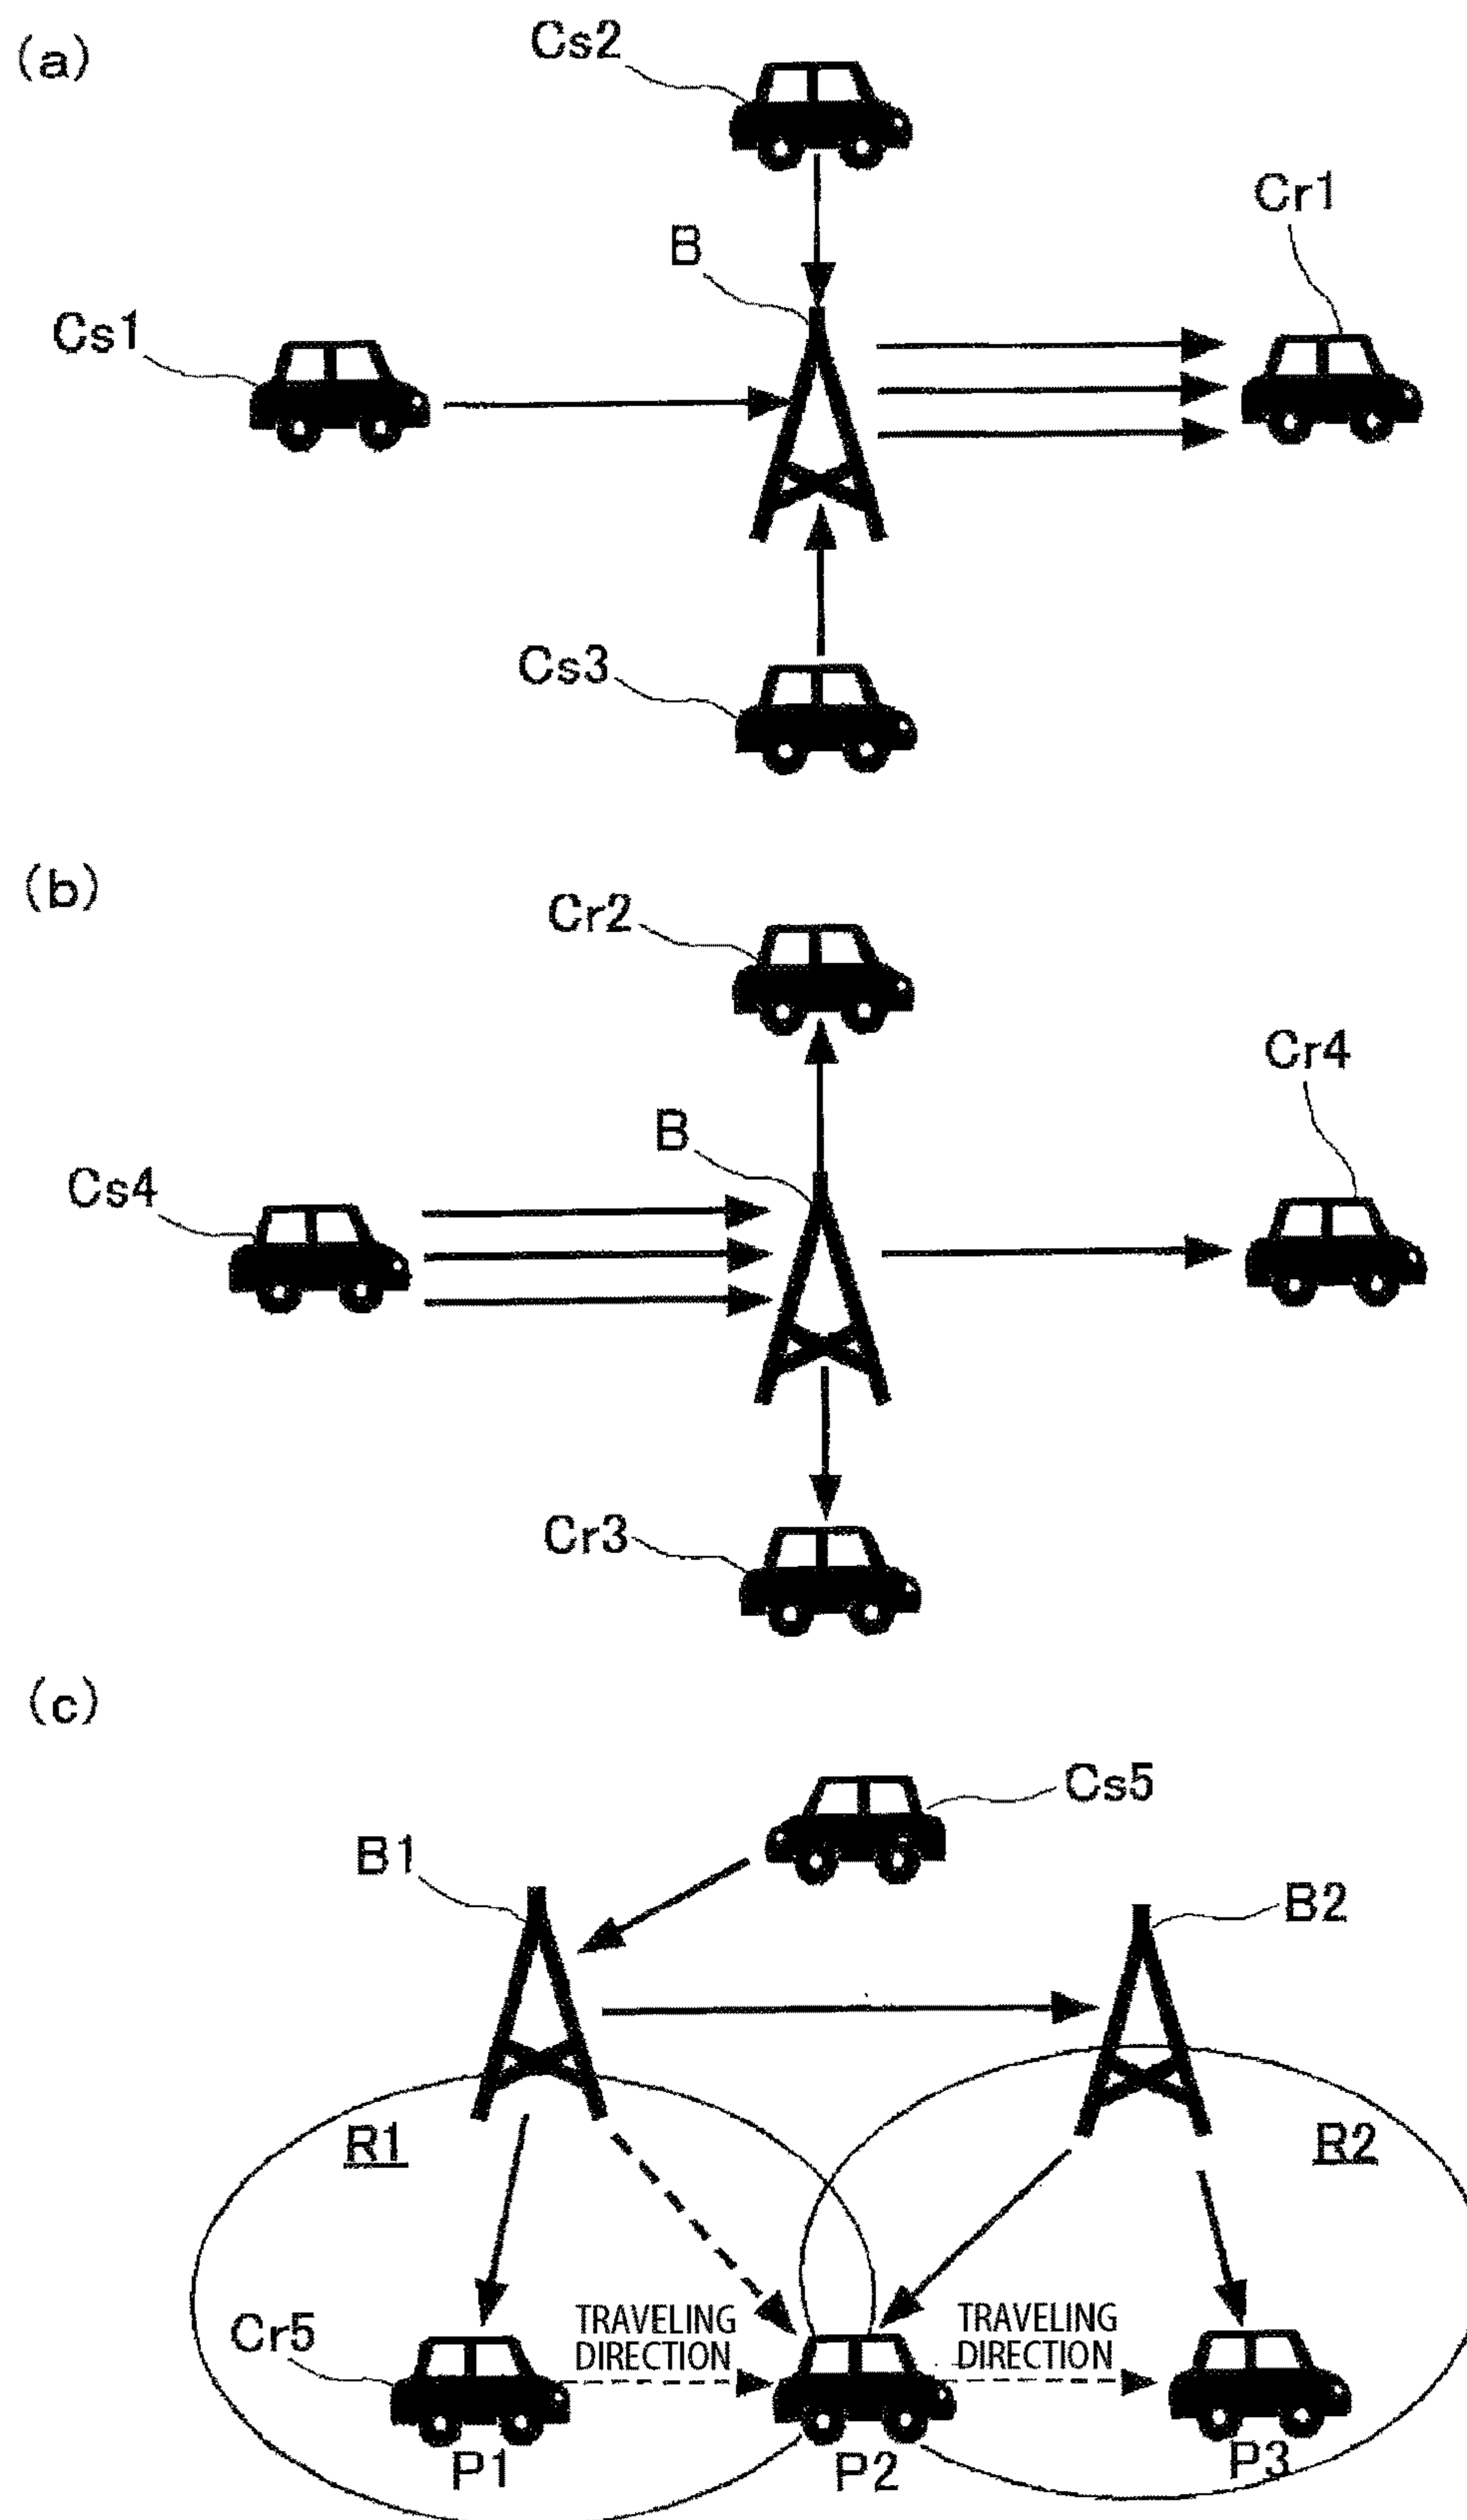 (a)
Cs2
Cr1
B
Cs1
Cs3
(b)
Cr2
Cr4
B
Cs4
Cr3
(c)
Cs5
B1
B2
R1
R2
TRAVELING
DIRECTION
TRAVELING
DIRECTION
Cr5
P1
P2
P3